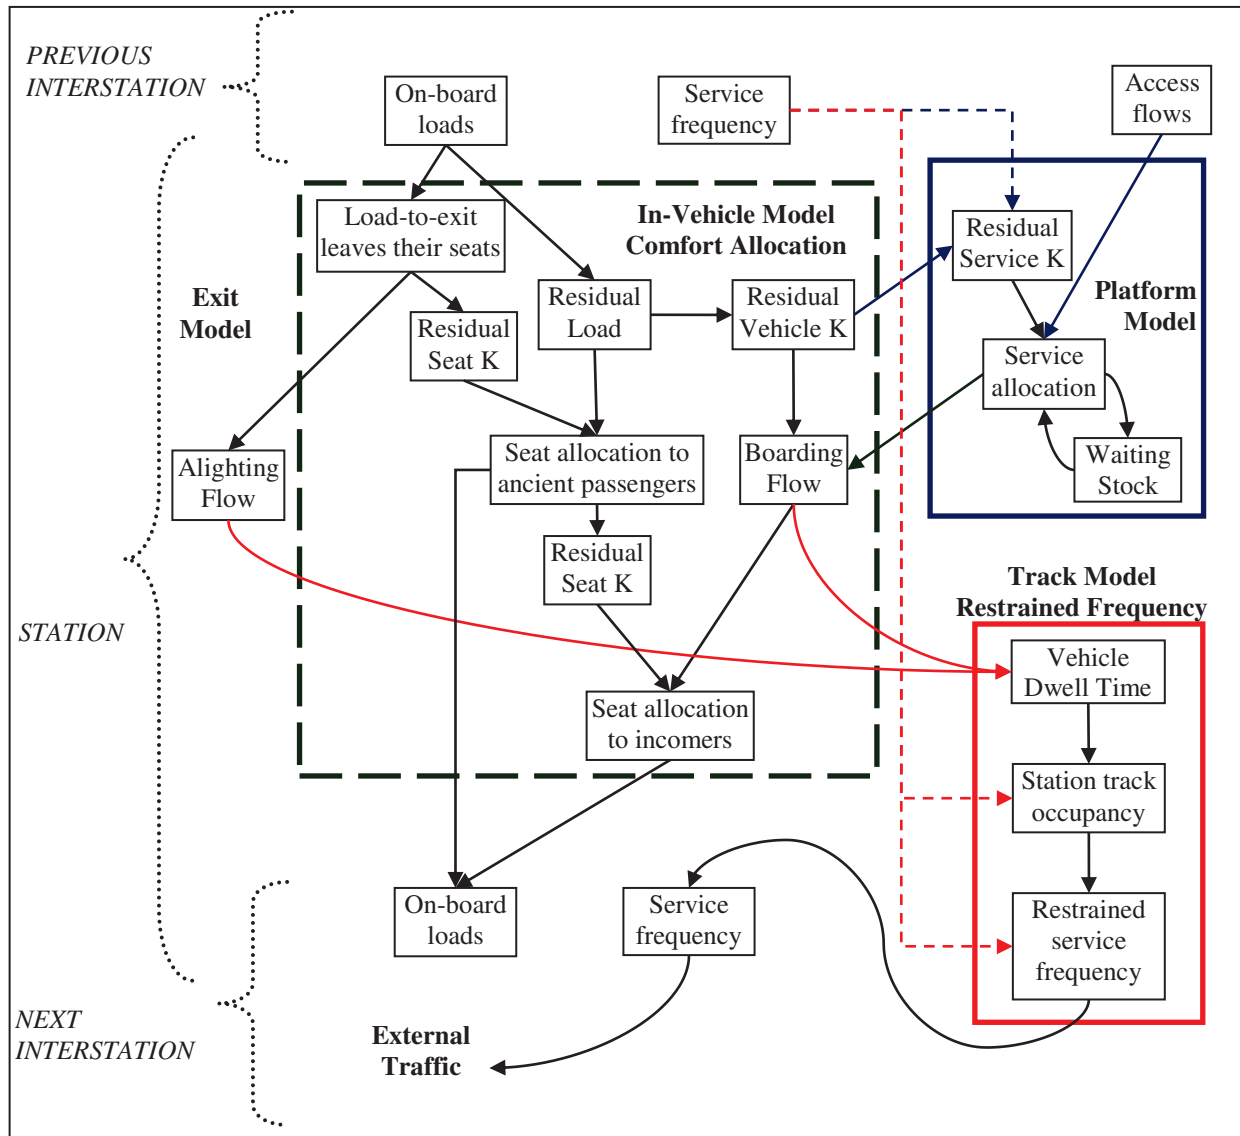 PREVIOUS
INTERSTATION
On-board
loads
Service
frequency
Access
flows
Load-to-exit
leaves their seats
In-Vehicle Model
Comfort Allocation
Residual
Service K
Exit
Model
Residual
Seat K
Residual
Load
Residual
Vehicle K
Platform
Model
Service
allocation
Alighting
Flow
Seat allocation to
ancient passengers
Boarding
Flow
Waiting
Stock
Residual
Seat K
Track Model
Restrained Frequency
STATION
Vehicle
Dwell Time
Seat allocation
to incomers
Station track
occupancy
On-board
loads
Service
frequency
Restrained
service
frequency
NEXT
INTERSTATION
External
Traffic